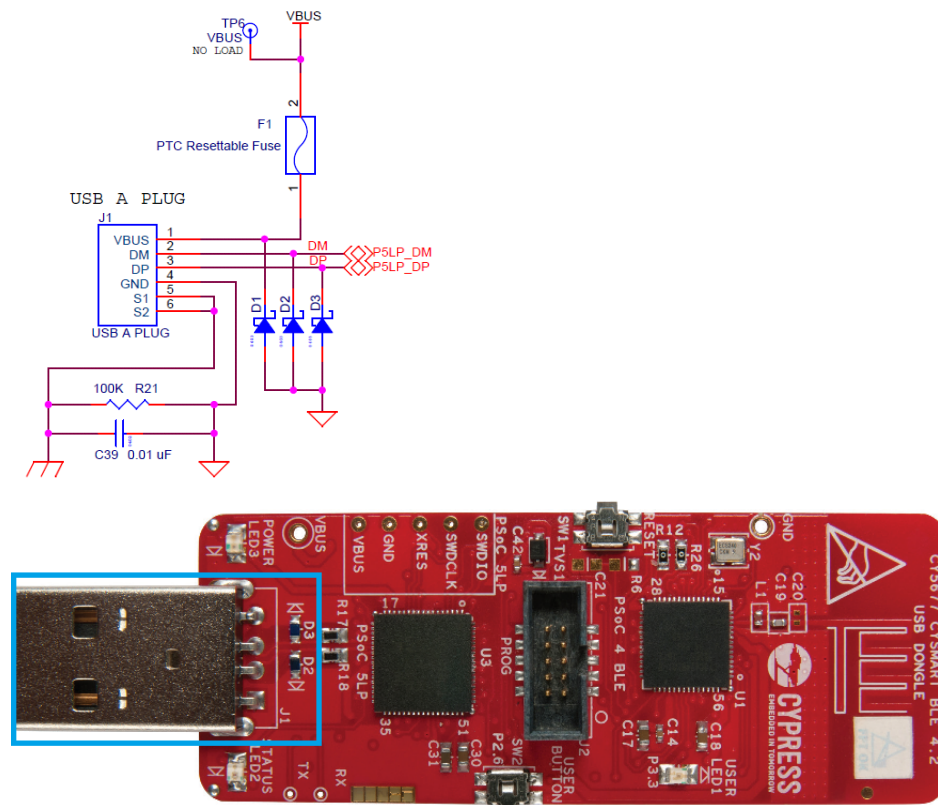 TP6
VBUS
NO LOAD
VBUS
2
F1
PTC Resettable Fuse
1
USB A PLUG
J1
VBUS 1
DM 2
DP 3
GND 4
S1 5
S2 6
USB A PLUG
DM P5LP_DM
DP P5LP_DP
D1
D2
D3
100K R21
C39 0.01 uF
POWER
LED3
VBUS
VBUS
GND
XRES
SWDCLK
SWDIO
PSoC 5LP
C42
TVS1
SW1
RESET
C21
R6
R12
R26
Y2
GND
CY5677 CYSMART BLE 4.2
USB DONGLE
D3
D2
J1
R17
R18
17
PSoC 5LP
U3
35
51
PROG
J2
28
15
PSoC 4 BLE
U1
56
L1
C19
C20
CYPRESS
EMBEDDED IN TOMORROW
STATUS
LED2
TX
RX
C31
C30
P2.6
SW2
USER
BUTTON
C17
C14
C18
P3.3
USER
LED1